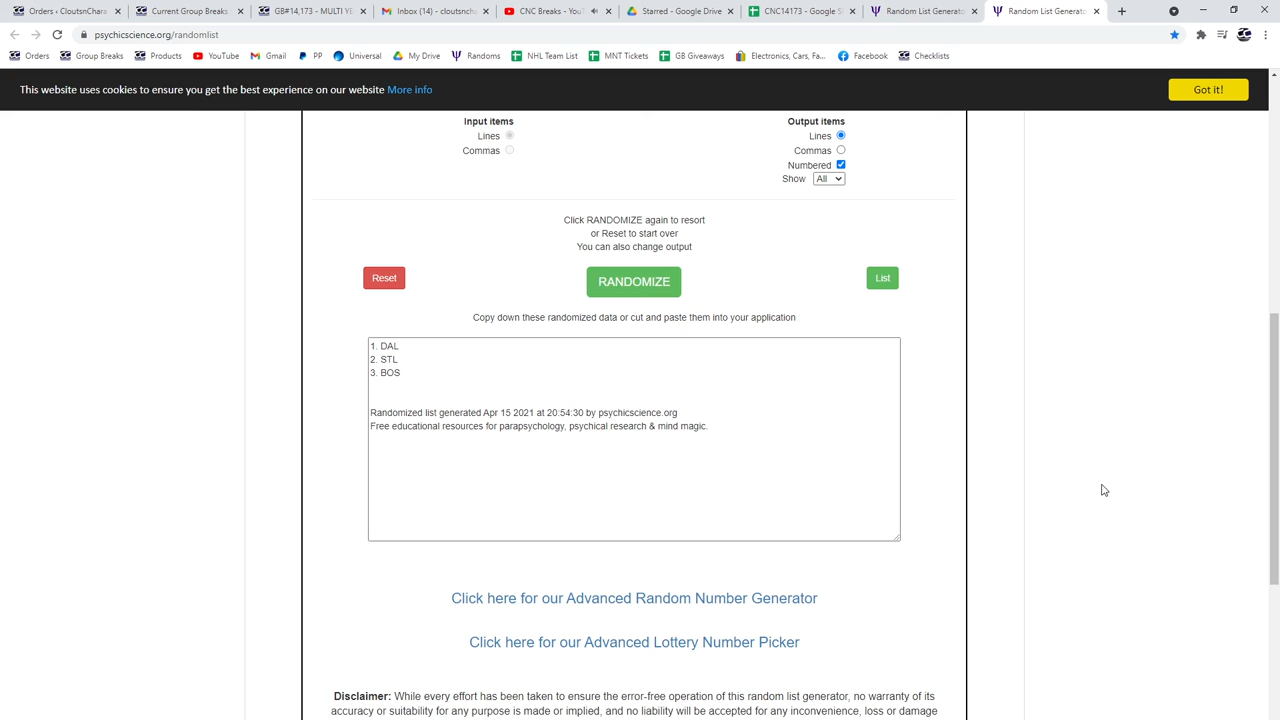 Orders - CloutsnChara
Current Group Breaks -
GB#14,173 - MULTI YE
Inbox (14) - cloutsnchu
CNC Breaks - YouT
Starred - Google Drive
CNC14173 - Google S
Random List Generato
Random List Generato
psychicscience.org/randomlist
Orders
Group Breaks
Products
YouTube
Gmail
PP
Universal
My Drive
Randoms
NHL Team List
MNT Tickets
GB Giveaways
Electronics, Cars, Fa...
Facebook
Checklists
This website uses cookies to ensure you get the best experience on our website More info
Got it!
Input items
Output items
Lines
Lines
Commas
Commas
Numbered
Show All
Click RANDOMIZE again to resort
or Reset to start over
You can also change output
Reset
RANDOMIZE
List
Copy down these randomized data or cut and paste them into your application
1. DAL
2. STL
3. BOS
Randomized list generated Apr 15 2021 at 20:54:30 by psychicscience.org
Free educational resources for parapsychology, psychical research & mind magic.
Click here for our Advanced Random Number Generator
Click here for our Advanced Lottery Number Picker
Disclaimer: While every effort has been taken to ensure the error-free operation of this random list generator, no warranty of its
accuracy or suitability for any purpose is made or implied, and no liability will be accepted for any inconvenience, loss or damage